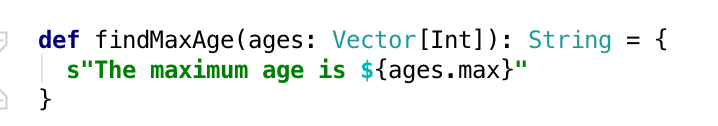 def findMaxAge(ages: Vector[Int]): String = {
  s"The maximum age is ${ages.max}"
}